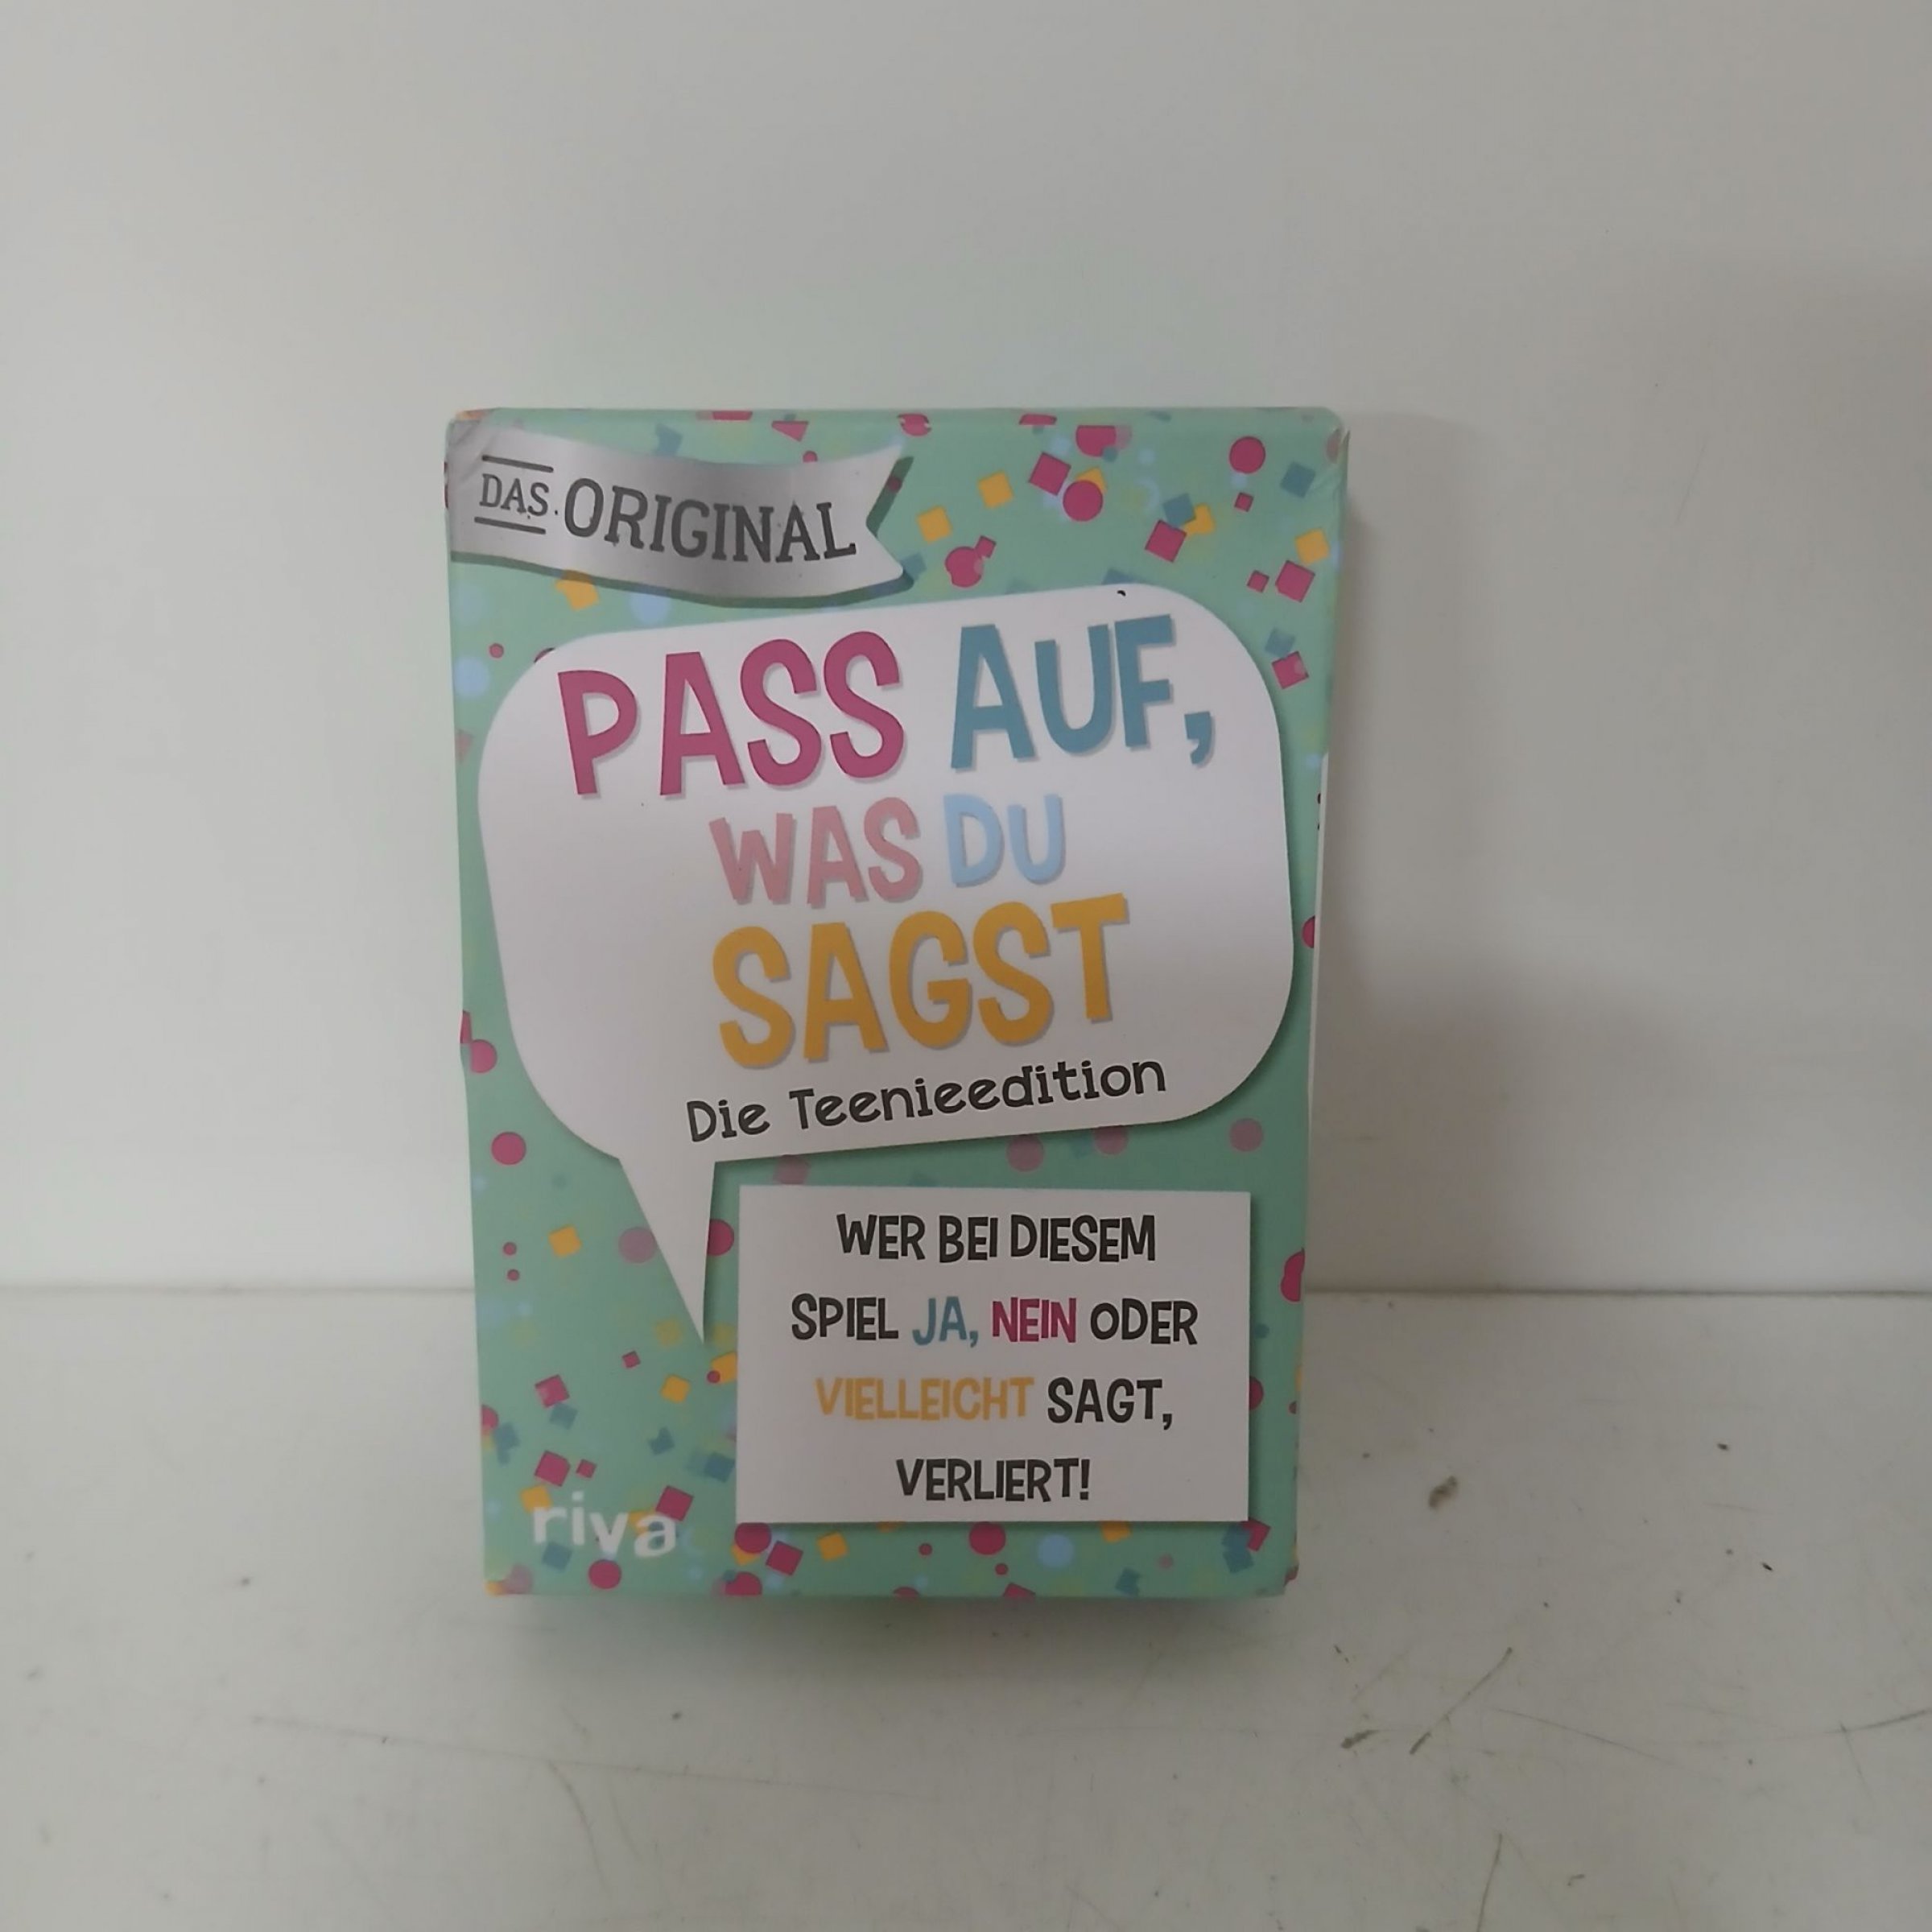 DAS ORIGINAL
PASS AUF,
WAS DU
SAGST
Die Teenieedition
WER BEI DIESEM
SPIEL JA, NEIN ODER
VIELLEICHT SAGT,
VERLIERT!
riva